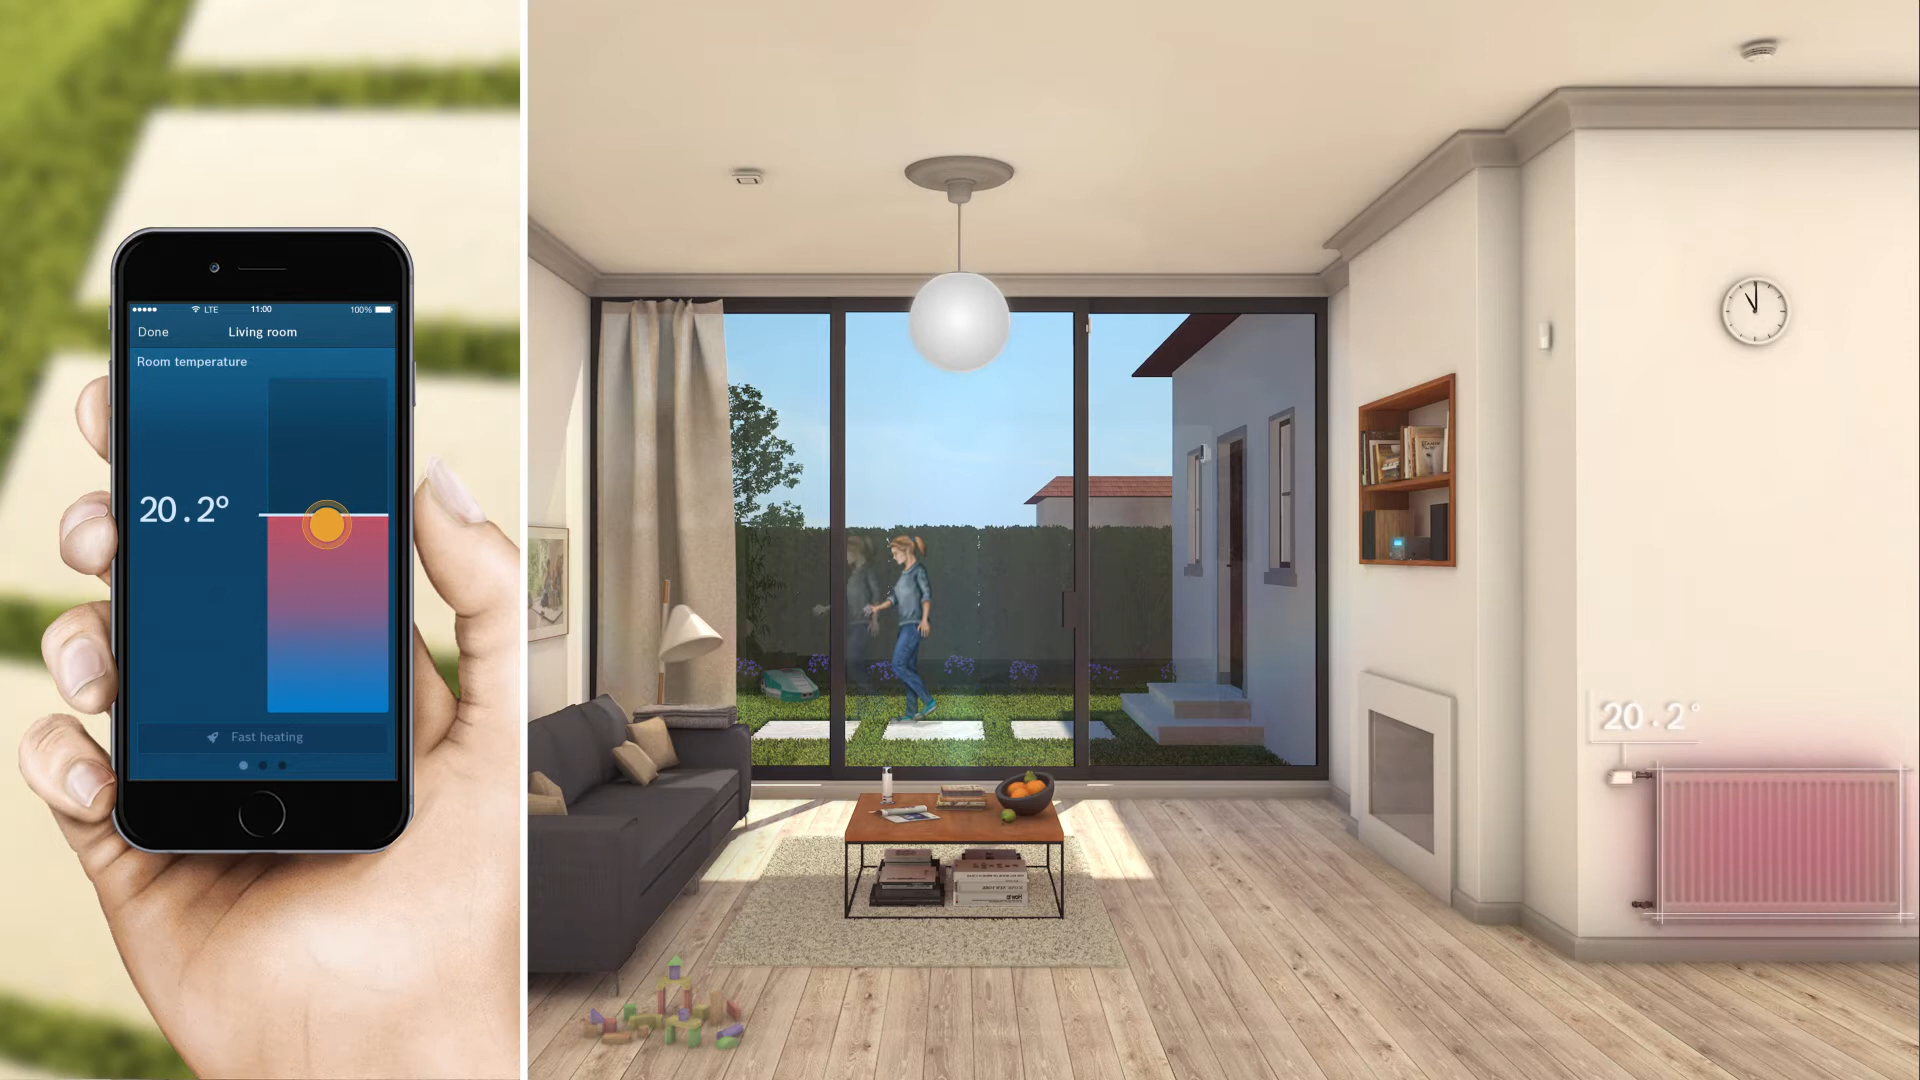 LTE
11:00
100%
Done
Living room
Room temperature
20.2°
Fast heating
20.2°